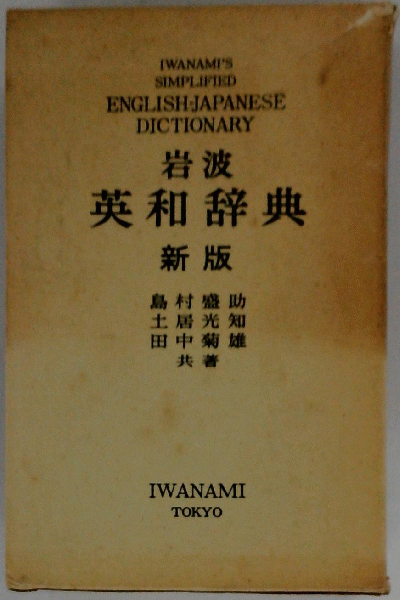 IWANAMI'S
SIMPLIFIED
ENGLISH-JAPANESE
DICTIONARY
岩波
英和辞典
新版
島村盛助
土居光知
田中菊雄
共著
IWANAMI
TOKYO